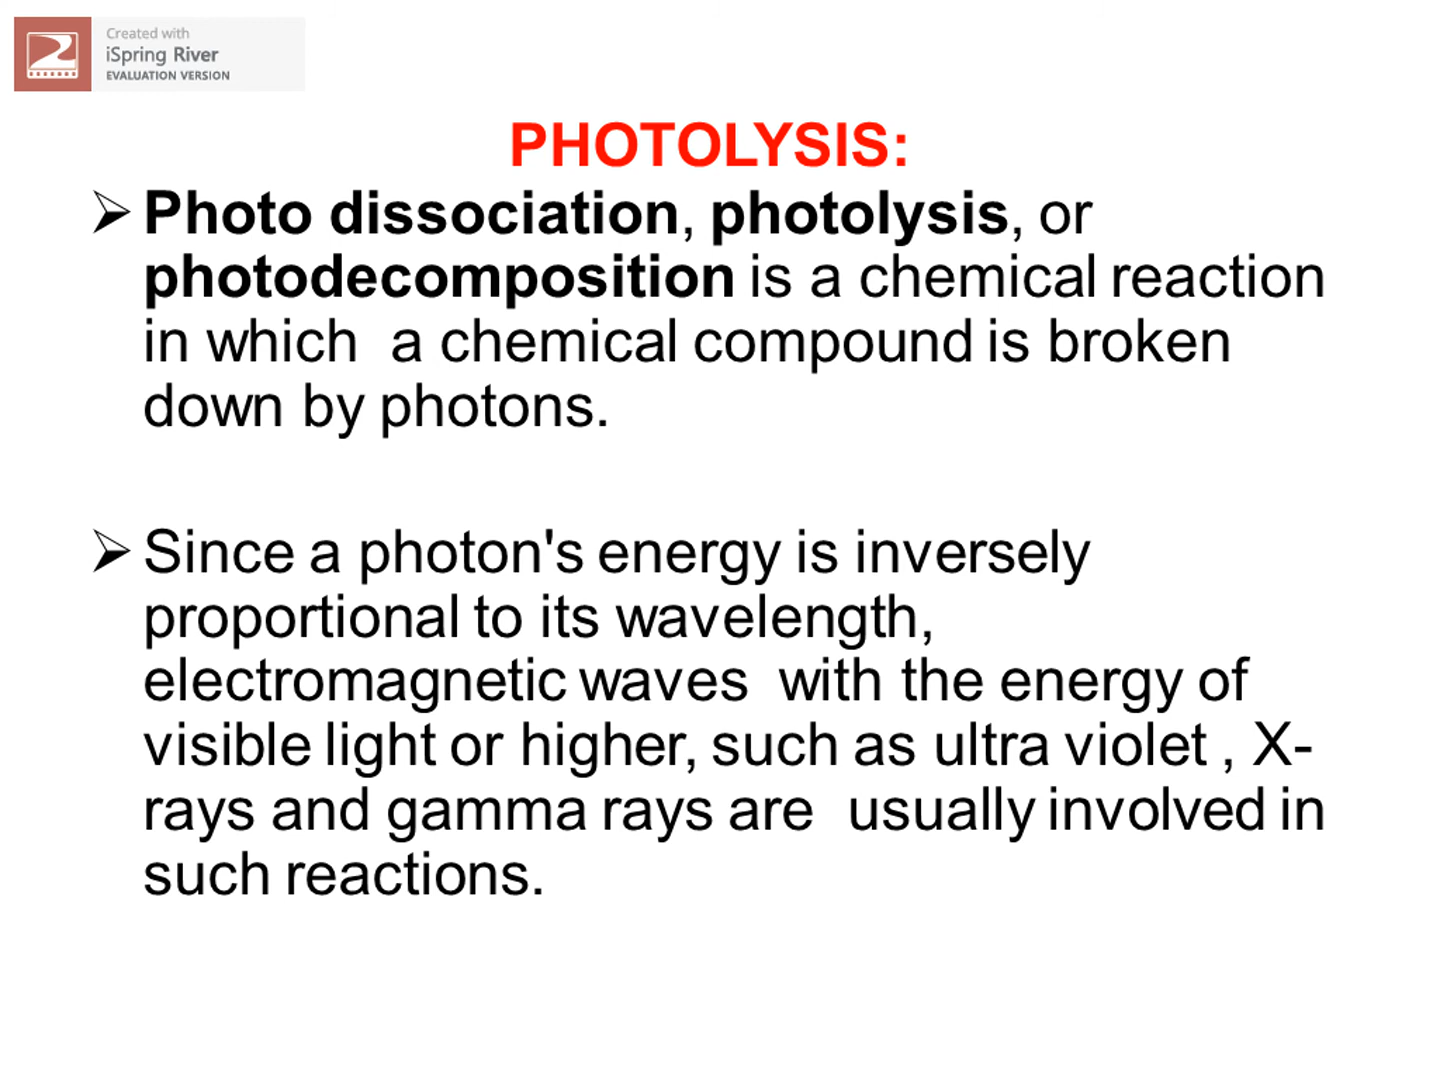 Created with
iSpring River
EVALUATION VERSION
PHOTOLYSIS:
Photo dissociation, photolysis, or
photodecomposition is a chemical reaction
in which a chemical compound is broken
down by photons.
Since a photon's energy is inversely
proportional to its wavelength,
electromagnetic waves with the energy of
visible light or higher, such as ultra violet , X-
rays and gamma rays are usually involved in
such reactions.